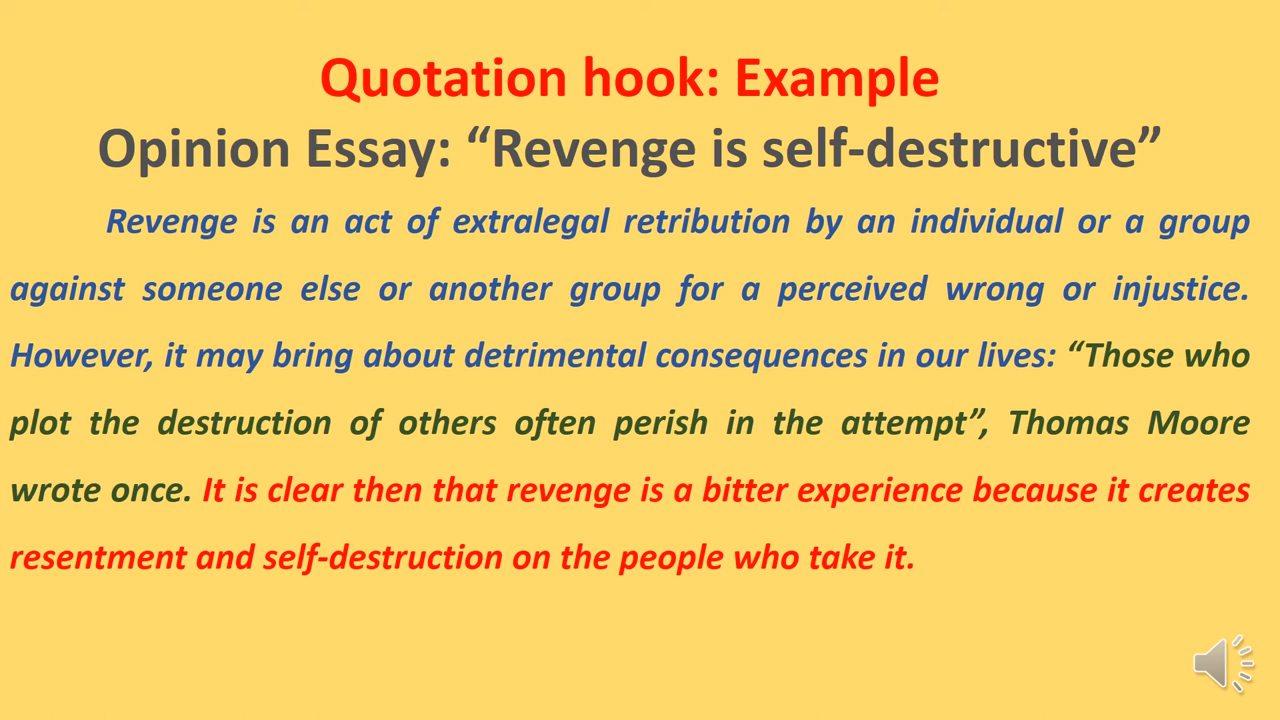 Quotation hook: Example
Opinion Essay: “Revenge is self-destructive”
Revenge is an act of extralegal retribution by an individual or a group
against someone else or another group for a perceived wrong or injustice.
However, it may bring about detrimental consequences in our lives: “Those who
plot the destruction of others often perish in the attempt”, Thomas Moore
wrote once. It is clear then that revenge is a bitter experience because it creates
resentment and self-destruction on the people who take it.